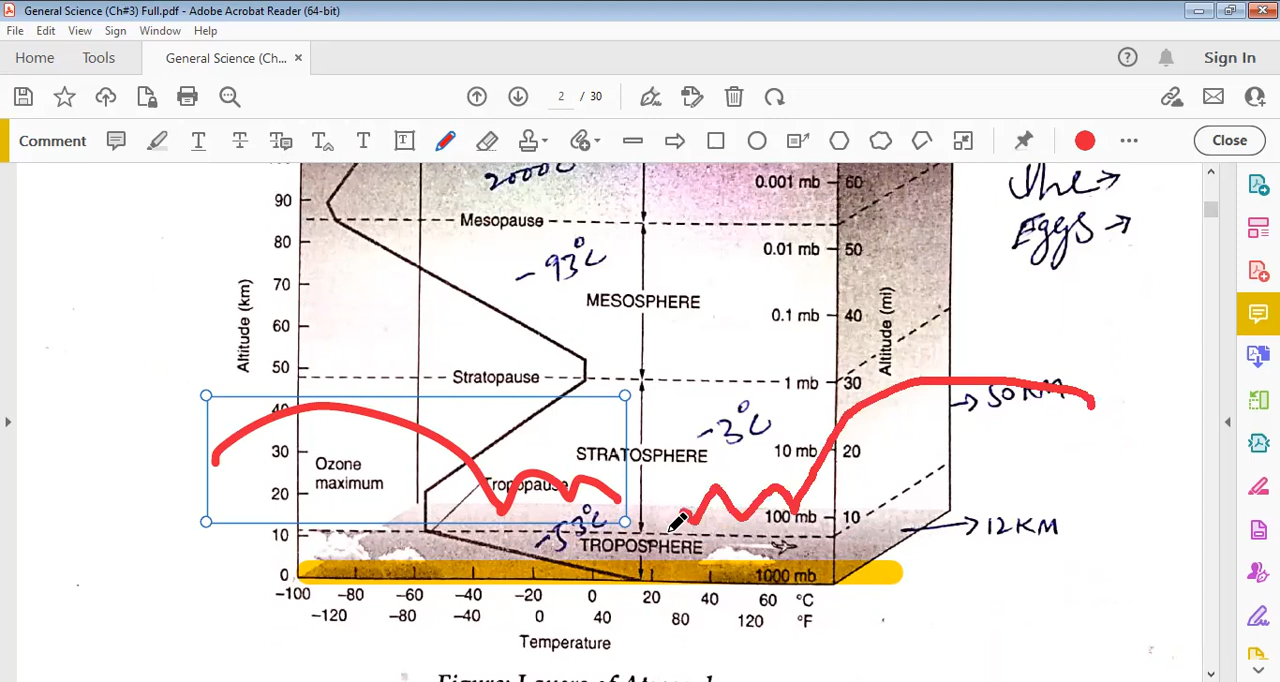 General Science (Ch#3) Full.pdf - Adobe Acrobat Reader (64-bit)
File Edit View Sign Window Help
Home Tools General Science (Ch... × Sign In
2 / 30
Comment Close
2000C
90
Mesopause
0.001 mb 60
The →
Eggs →
80
0.01 mb 50
-93°C
70
MESOSPHERE
60
0.1 mb 40
Altitude (km)
Altitude (mi)
50
Stratopause
1 mb 30
→ 50 KM
40
-3°C
30
STRATOSPHERE
10 mb 20
Ozone
maximum
Tropopause
20
100 mb 10
-53°C
→ 12 KM
10
TROPOSPHERE
0
1000 mb
-100 -80 -60 -40 -20 0 20 40 60 °C
-120 -80 -40 0 40 80 120 °F
Temperature